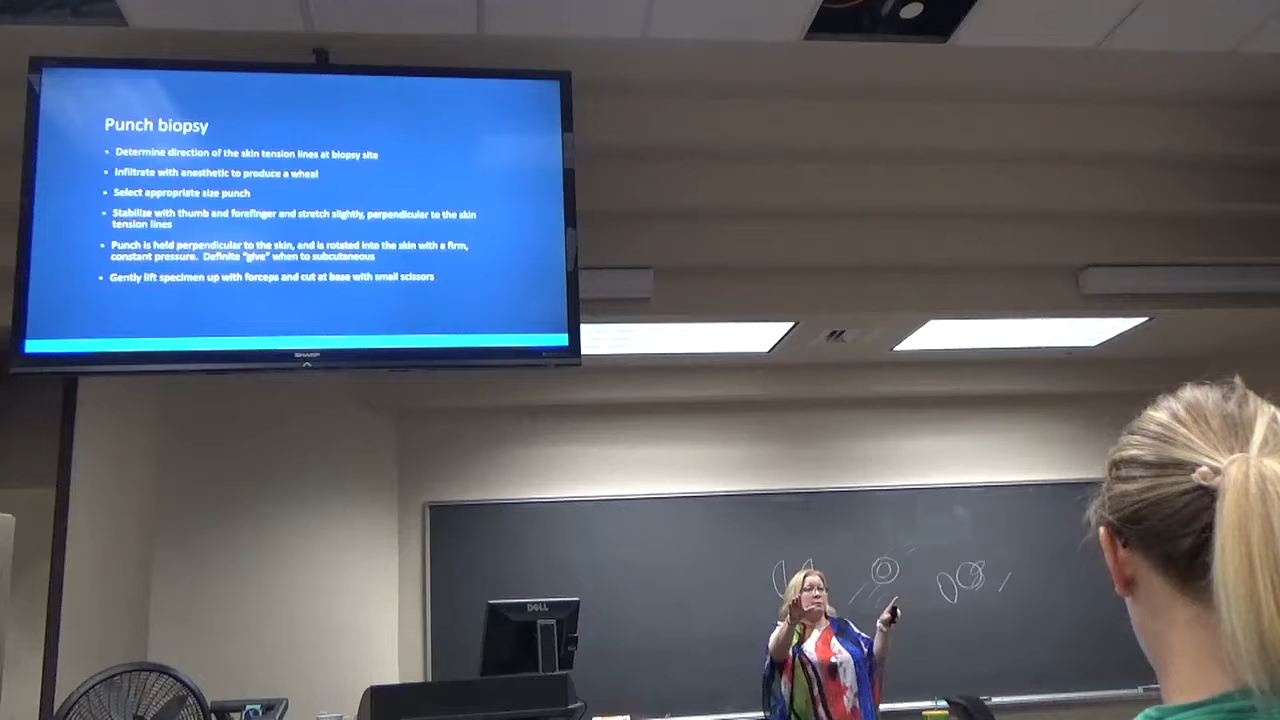 Punch biopsy
• Determine direction of the skin tension lines at biopsy site
• Infiltrate with anesthetic to produce a wheal
• Select appropriate size punch
• Stabilize with thumb and forefinger and stretch slightly, perpendicular to the skin
tension lines
• Punch is held perpendicular to the skin, and is rotated into the skin with a firm,
constant pressure. Definite "give" when to subcutaneous
• Gently lift specimen up with forceps and cut at base with small scissors
SHARP
DELL